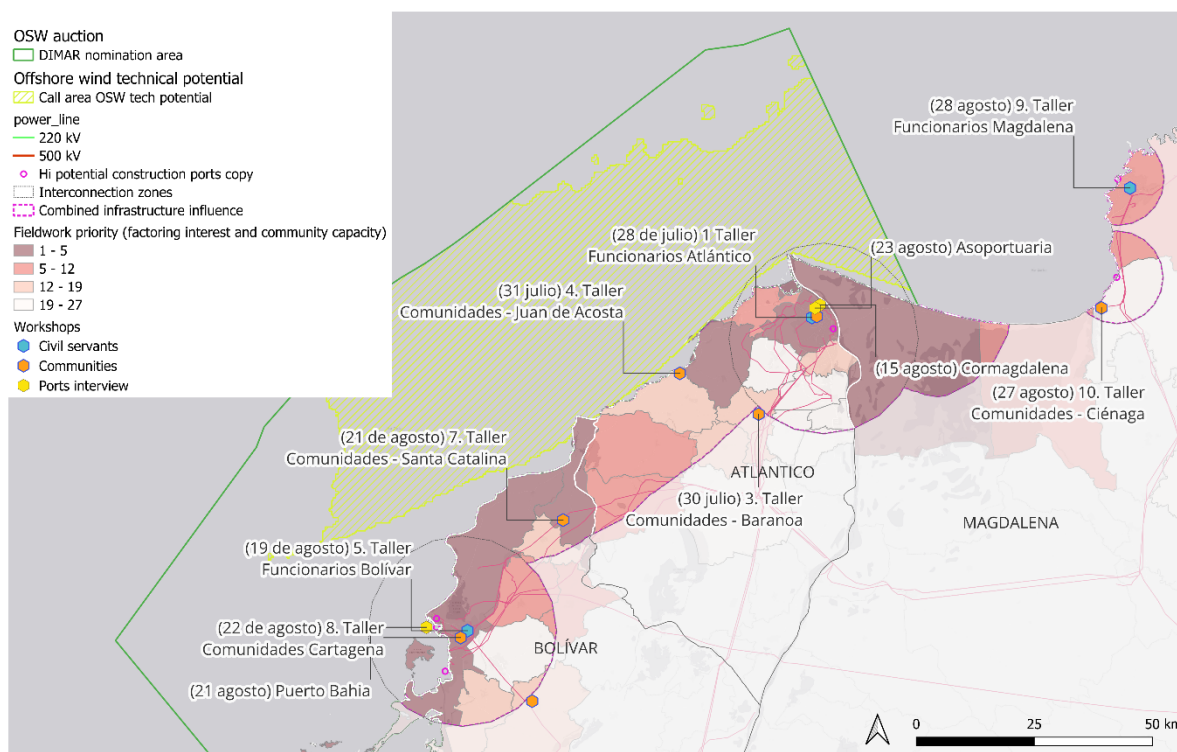 OSW auction
DIMAR nomination area
Offshore wind technical potential
Call area OSW tech potential
power_line
220 kV
500 kV
Hi potential construction ports copy
Interconnection zones
Combined infrastructure influence
Fieldwork priority (factoring interest and community capacity)
1 - 5
5 - 12
12 - 19
19 - 27
Workshops
Civil servants
Communities
Ports interview
(28 agosto) 9. Taller
Funcionarios Magdalena
(28 de julio) 1 Taller
Funcionarios Atlántico
(23 agosto) Asoportuaria
(31 julio) 4. Taller
Comunidades - Juan de Acosta
(15 agosto) Cormagdalena
(27 agosto) 10. Taller
Comunidades - Ciénaga
(21 de agosto) 7. Taller
Comunidades - Santa Catalina
ATLANTICO
(30 julio) 3. Taller
Comunidades - Baranoa
MAGDALENA
(19 de agosto) 5. Taller
Funcionarios Bolívar
(22 de agosto) 8. Taller
Comunidades Cartagena
BOLÍVAR
(21 agosto) Puerto Bahia
0 25 50 km